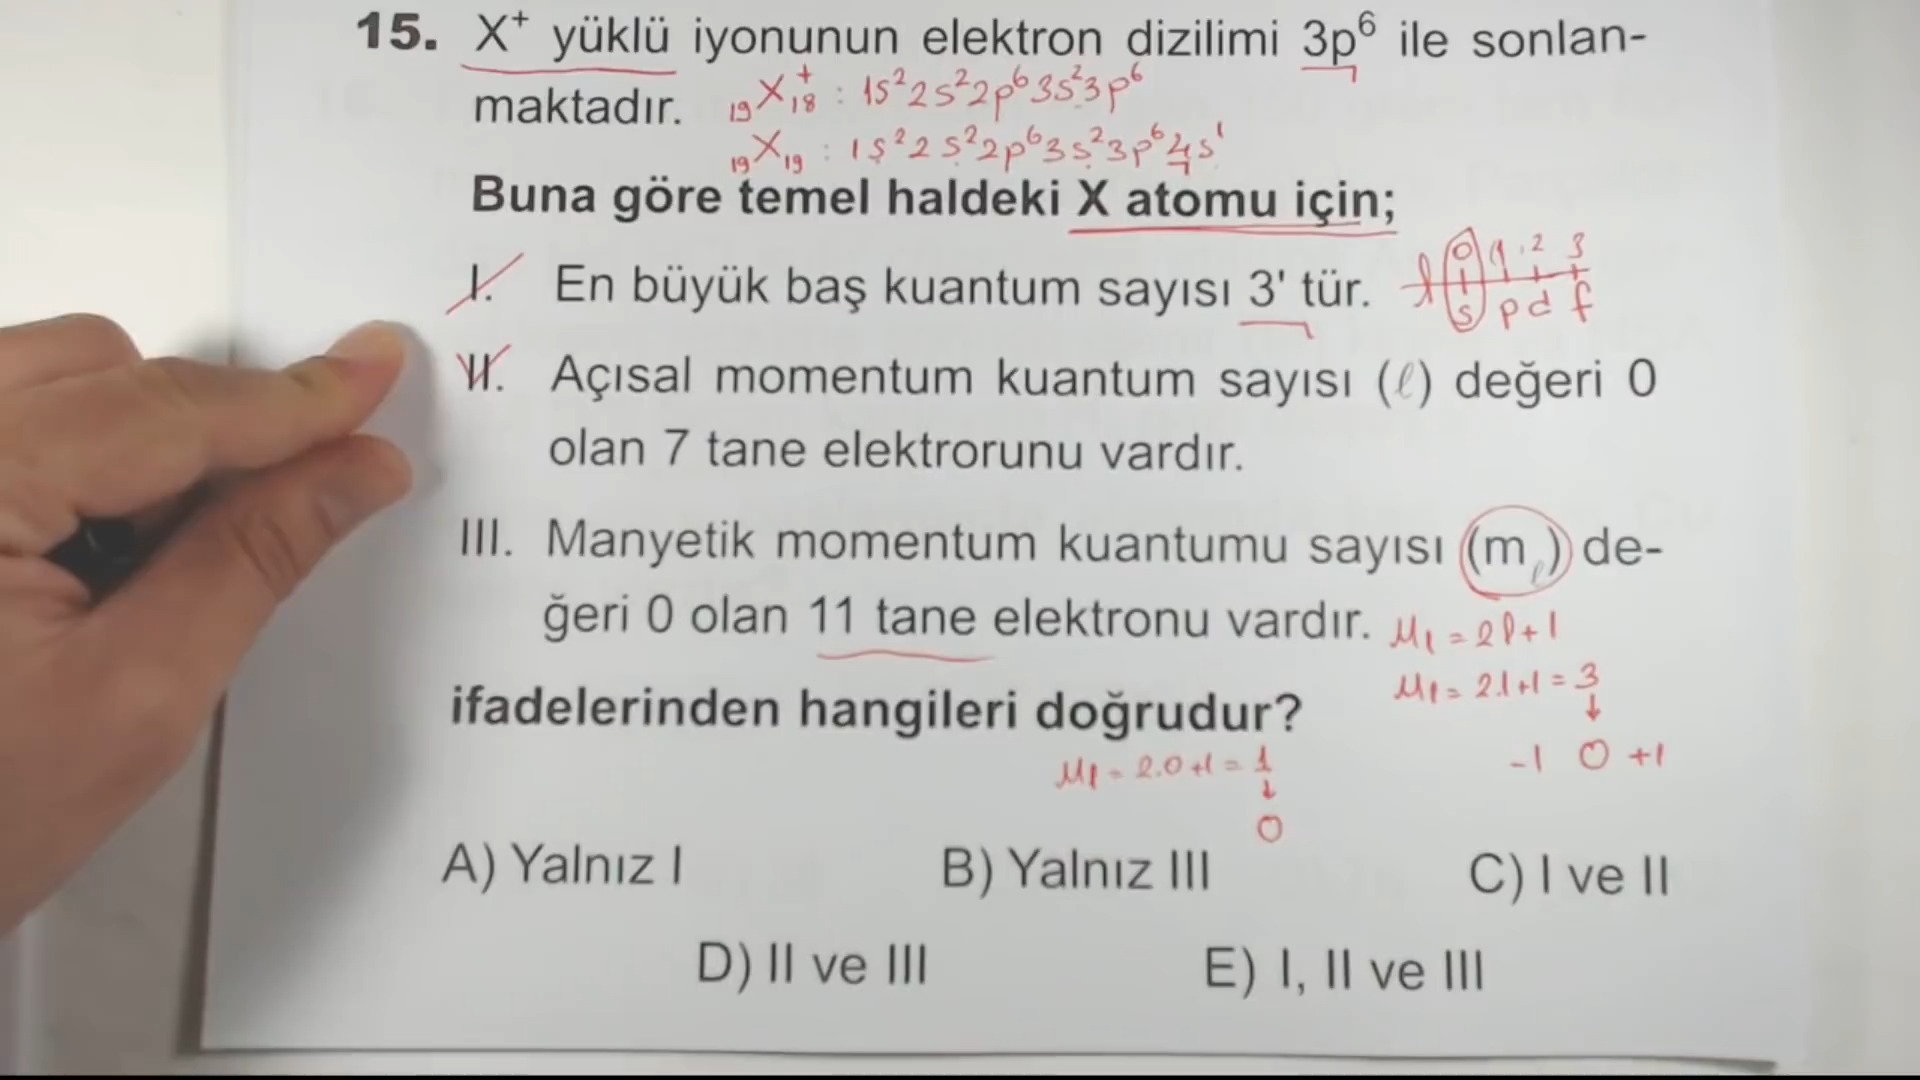 15. X⁺ yüklü iyonunun elektron dizilimi 3p⁶ ile sonlan-
maktadır. ₁₉X₁₈⁺ : 1s²2s²2p⁶3s²3p⁶
₁₉X₁₉ : 1s²2s²2p⁶3s²3p⁶4s¹
Buna göre temel haldeki X atomu için;
l 0 1 2 3
s p d f
I. En büyük baş kuantum sayısı 3' tür.
II. Açısal momentum kuantum sayısı (ℓ) değeri 0
olan 7 tane elektrorunu vardır.
III. Manyetik momentum kuantumu sayısı (mℓ) de-
ğeri 0 olan 11 tane elektronu vardır. Ml = 2l+1
Ml = 2.1+1 = 3
-1 0 +1
ifadelerinden hangileri doğrudur?
Ml = 2.0+1 = 1
0
A) Yalnız I B) Yalnız III C) I ve II
D) II ve III E) I, II ve III